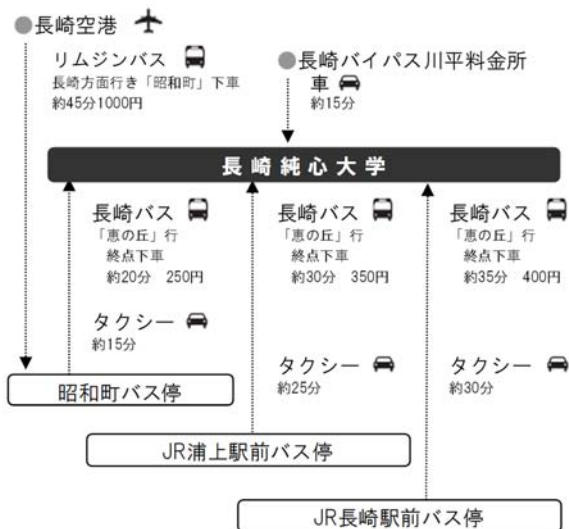 長崎空港
リムジンバス
長崎方面行き「昭和町」下車
約45分1000円
長崎バイパス川平料金所
車
約15分
長崎純心大学
長崎バス
「恵の丘」行
終点下車
約20分 250円
タクシー
約15分
長崎バス
「恵の丘」行
終点下車
約30分 350円
タクシー
約25分
長崎バス
「恵の丘」行
終点下車
約35分 400円
タクシー
約30分
昭和町バス停
JR浦上駅前バス停
JR長崎駅前バス停